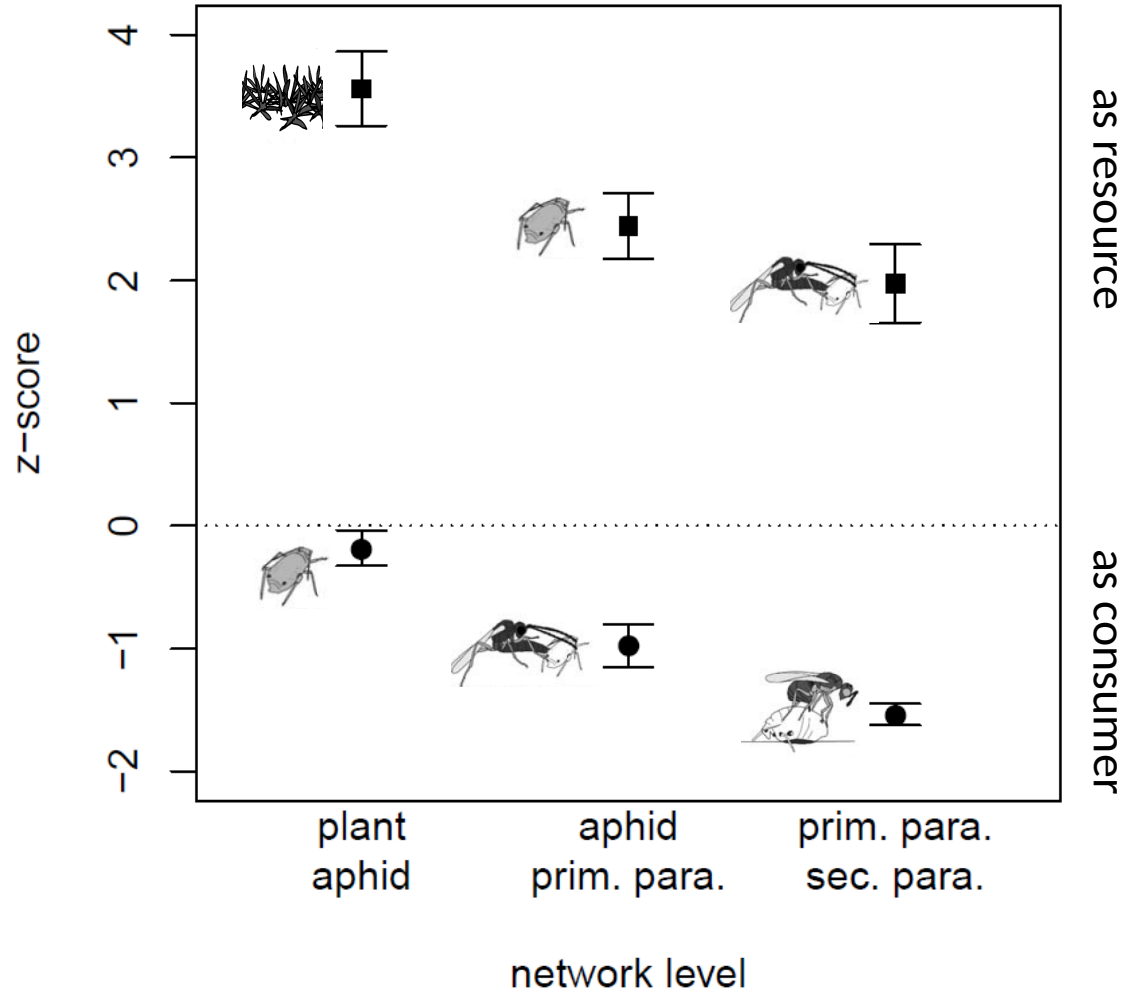 4
3
2
1
0
−1
−2
z−score
as resource
as consumer
plant
aphid
aphid
prim. para.
prim. para.
sec. para.
network level